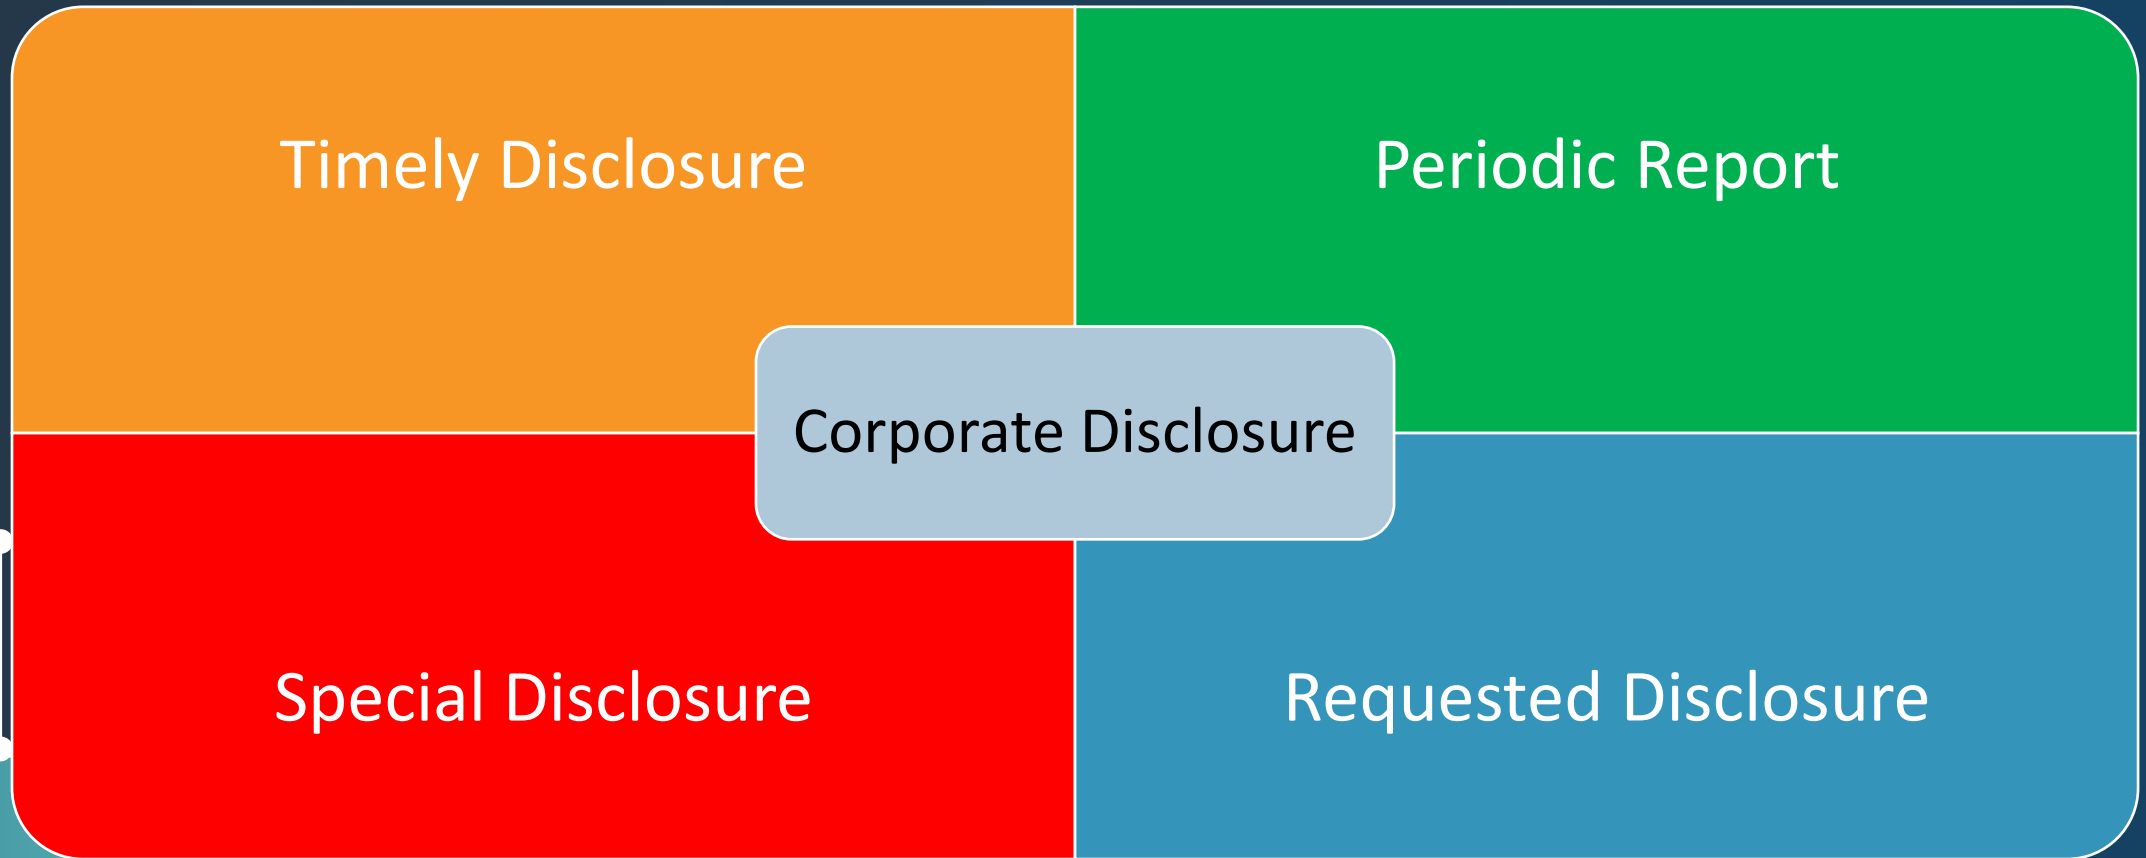 Timely Disclosure
Periodic Report
Corporate Disclosure
Special Disclosure
Requested Disclosure